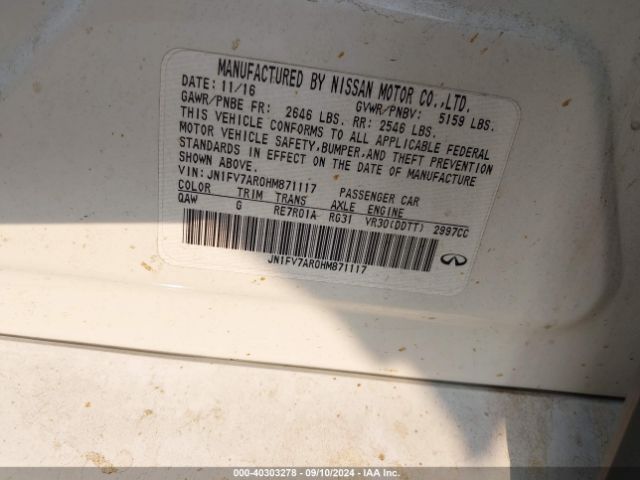 MANUFACTURED BY NISSAN MOTOR CO.,LTD.
DATE: 11/16 GVWR/PNBV: 5159 LBS.
GAWR/PNBE FR: 2646 LBS. RR: 2546 LBS.
THIS VEHICLE CONFORMS TO ALL APPLICABLE FEDERAL
MOTOR VEHICLE SAFETY,BUMPER,AND THEFT PREVENTION
STANDARDS IN EFFECT ON THE DATE OF MANUFACTURE
SHOWN ABOVE.
VIN: JN1FV7AR0HM871117 PASSENGER CAR
COLOR TRIM TRANS AXLE ENGINE
QAW G RE7R01A RG31 VR30(DDTT) 2997CC
JN1FV7AR0HM871117
000-40303278 - 09/10/2024 - IAA Inc.